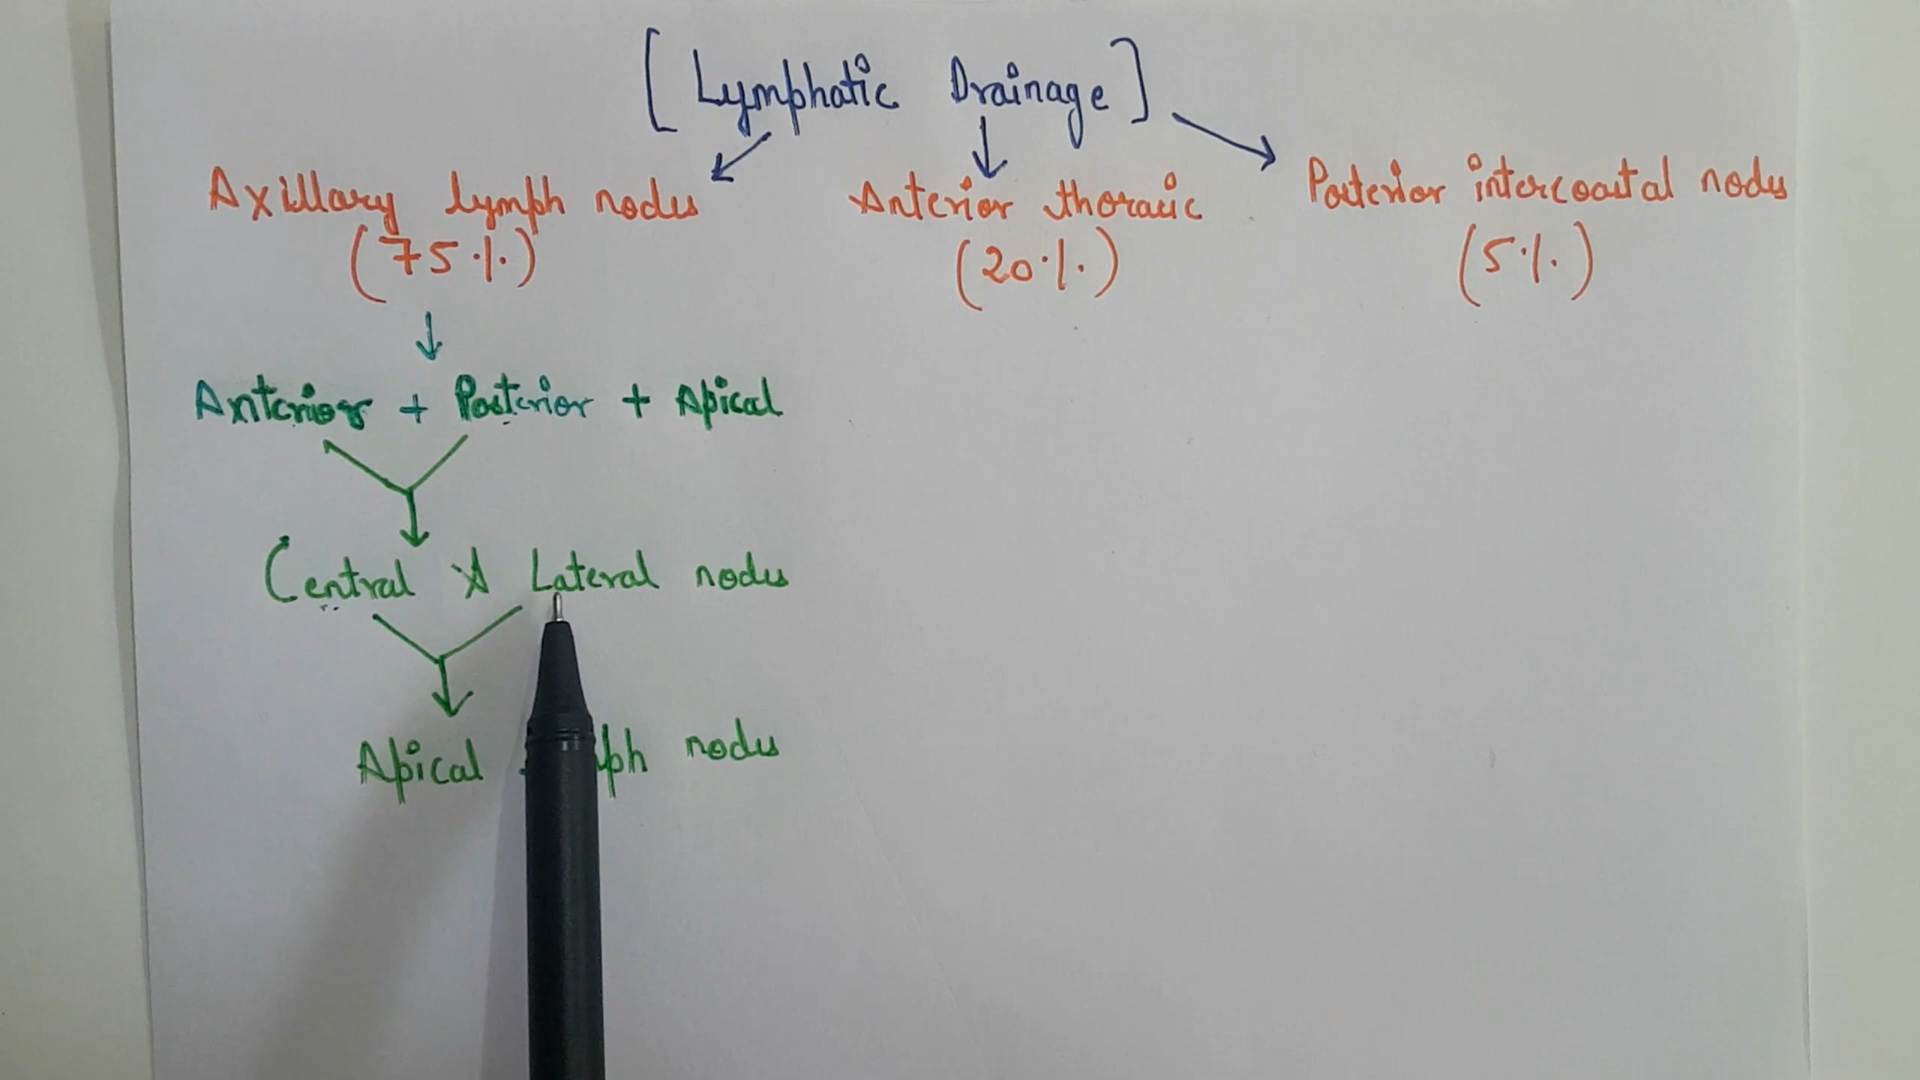 [ Lymphatic Drainage ]
Axillary lymph nodes
(75%)
Anterior thoracic
(20%)
Posterior intercoastal nodes
(5%)
Anterior + Posterior + Apical
Central & Lateral nodes
Apical nodes